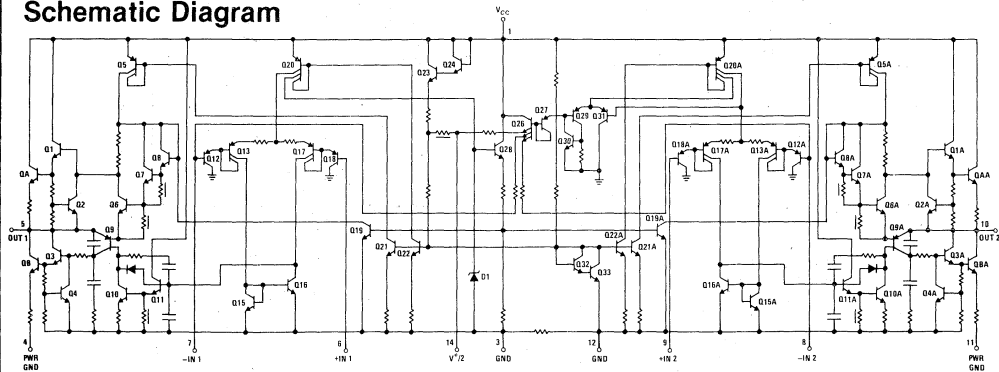 Schematic Diagram
VCC
1
Q5
Q20
Q23
Q24
Q20A
Q5A
Q1
Q8
Q26
Q27
Q29
Q31
Q1A
QA
Q7
Q12
Q13
Q17
Q18
Q28
Q30
Q18A
Q17A
Q13A
Q12A
Q8A
Q7A
QAA
Q2
Q6
Q6A
Q2A
5
OUT 1
Q9
Q19
Q19A
Q9A
10
OUT 2
Q3
QB
Q21
Q22
Q22A
Q21A
Q3A
QBA
Q32
Q33
D1
Q4
Q10
Q11
Q15
Q16
Q16A
Q15A
Q11A
Q10A
Q4A
4
PWR
GND
7
−IN 1
6
+IN 1
14
V+/2
3
GND
12
GND
9
+IN 2
8
−IN 2
11
PWR
GND